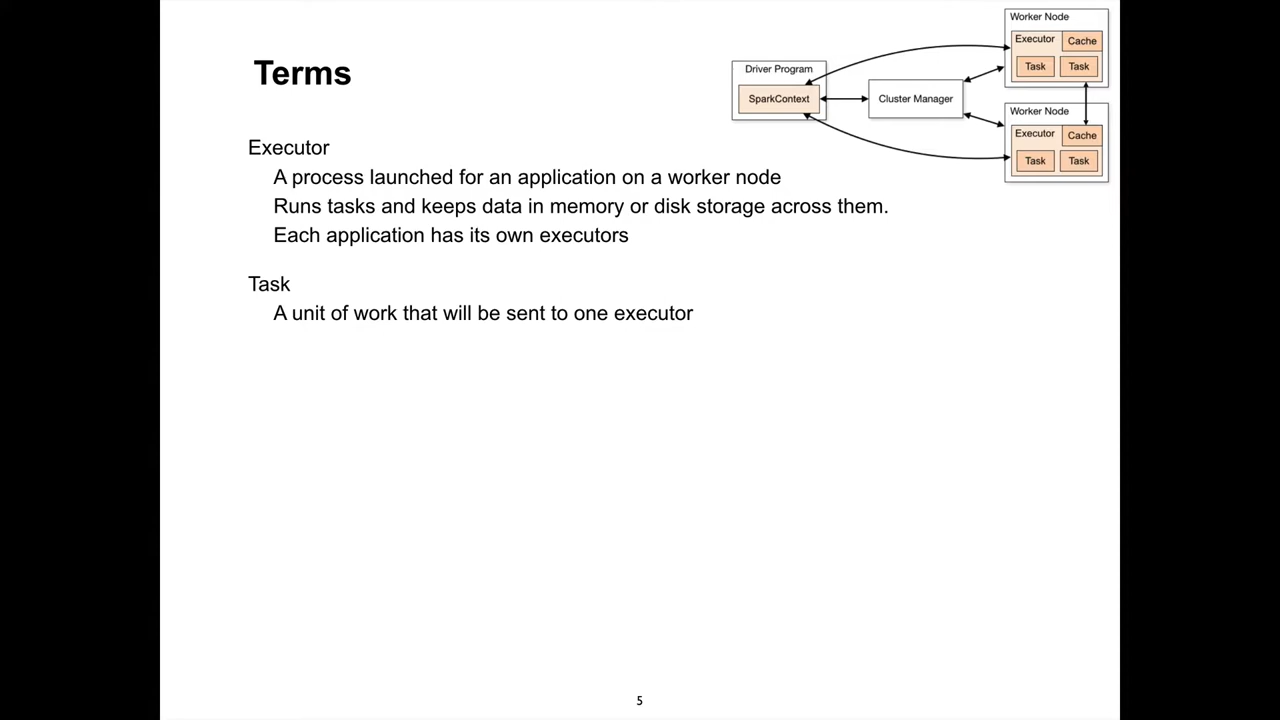 Terms
Driver Program
SparkContext
Cluster Manager
Worker Node
Executor
Cache
Task
Task
Worker Node
Executor
Cache
Task
Task
Executor
A process launched for an application on a worker node
Runs tasks and keeps data in memory or disk storage across them.
Each application has its own executors
Task
A unit of work that will be sent to one executor
5